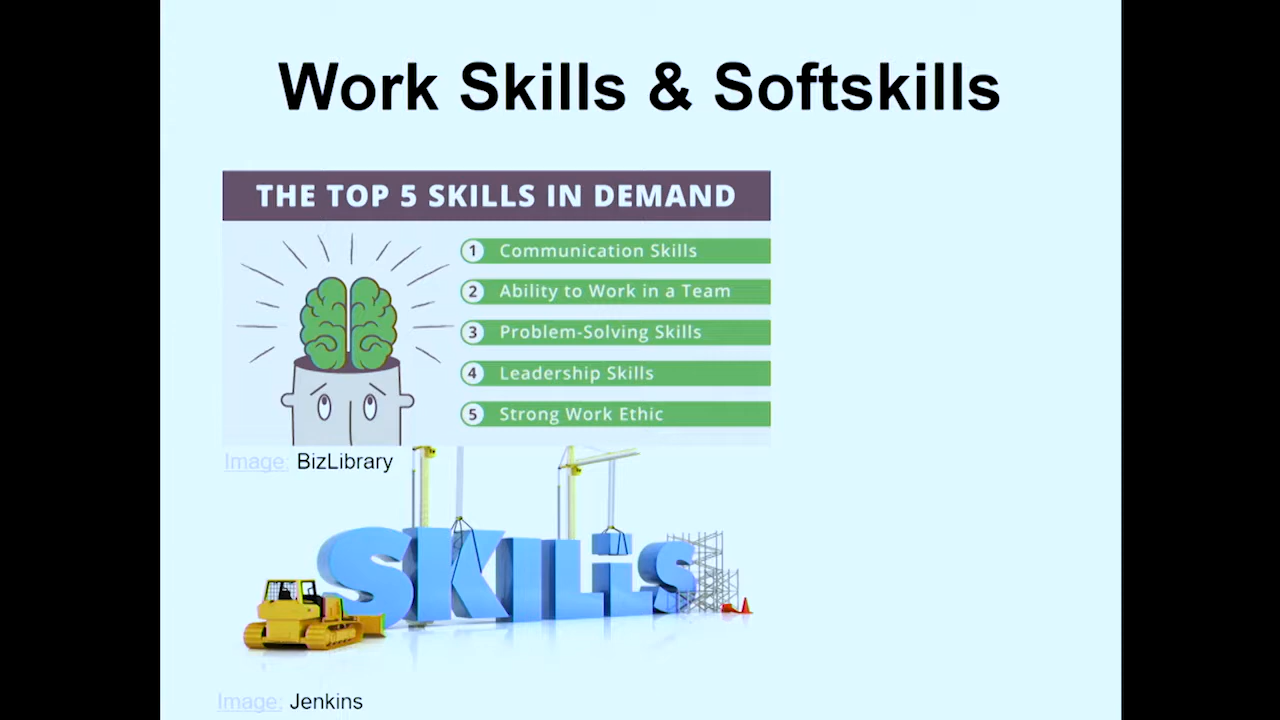 Work Skills & Softskills
THE TOP 5 SKILLS IN DEMAND
1 Communication Skills
2 Ability to Work in a Team
3 Problem-Solving Skills
4 Leadership Skills
5 Strong Work Ethic
Image: BizLibrary
SKILLS
Image: Jenkins